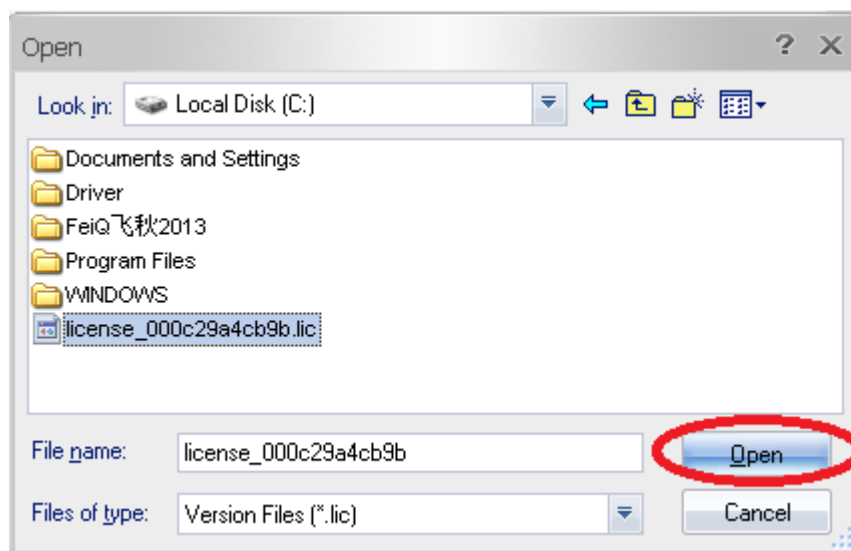 Open
Look in: Local Disk (C:)
Documents and Settings
Driver
FeiQ飞秋2013
Program Files
WINDOWS
license_000c29a4cb9b.lic
File name: license_000c29a4cb9b Open
Files of type: Version Files (*.lic) Cancel